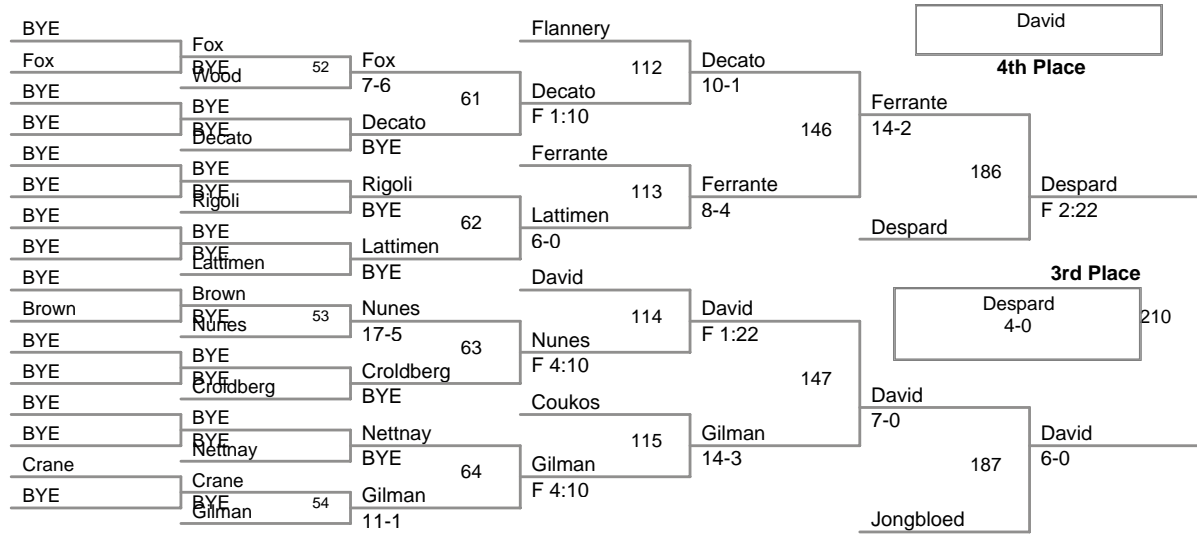 BYE
Fox
BYE
BYE
BYE
BYE
BYE
BYE
BYE
Brown
BYE
BYE
BYE
BYE
Crane
BYE
Fox
BYE
Wood
52
BYE
BYE
Decato
BYE
BYE
Rigoli
BYE
BYE
Lattimen
Brown
BYE
Nunes
53
BYE
BYE
Croldberg
BYE
BYE
Nettnay
Crane
BYE
Gilman
54
Fox
7-6
61
Decato
BYE
Rigoli
BYE
62
Lattimen
BYE
Nunes
17-5
63
Croldberg
BYE
Nettnay
BYE
64
Gilman
11-1
Flannery
112
Decato
F 1:10
Ferrante
113
Lattimen
6-0
David
114
Nunes
F 4:10
Coukos
115
Gilman
F 4:10
Decato
10-1
146
Ferrante
8-4
David
F 1:22
147
Gilman
14-3
Ferrante
14-2
186
Despard
David
7-0
187
Jongbloed
Despard
F 2:22
David
6-0
David
4th Place
3rd Place
Despard
4-0
210